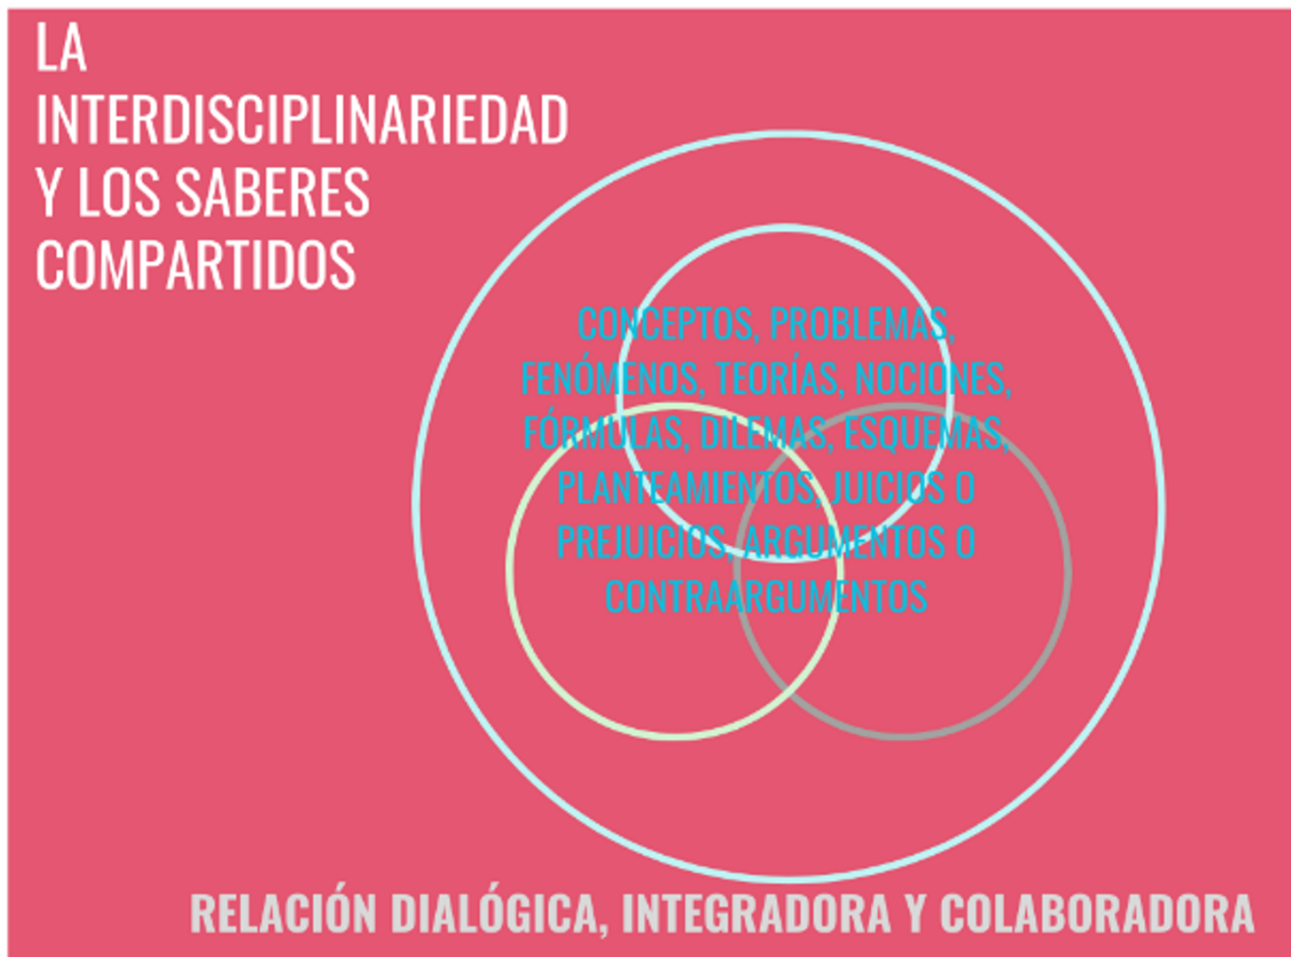 LA
INTERDISCIPLINARIEDAD
Y LOS SABERES
COMPARTIDOS
CONCEPTOS, PROBLEMAS,
FENÓMENOS, TEORÍAS, NOCIONES,
FÓRMULAS, DILEMAS, ESQUEMAS,
PLANTEAMIENTOS, JUICIOS O
PREJUICIOS, ARGUMENTOS O
CONTRAARGUMENTOS
RELACIÓN DIALÓGICA, INTEGRADORA Y COLABORADORA